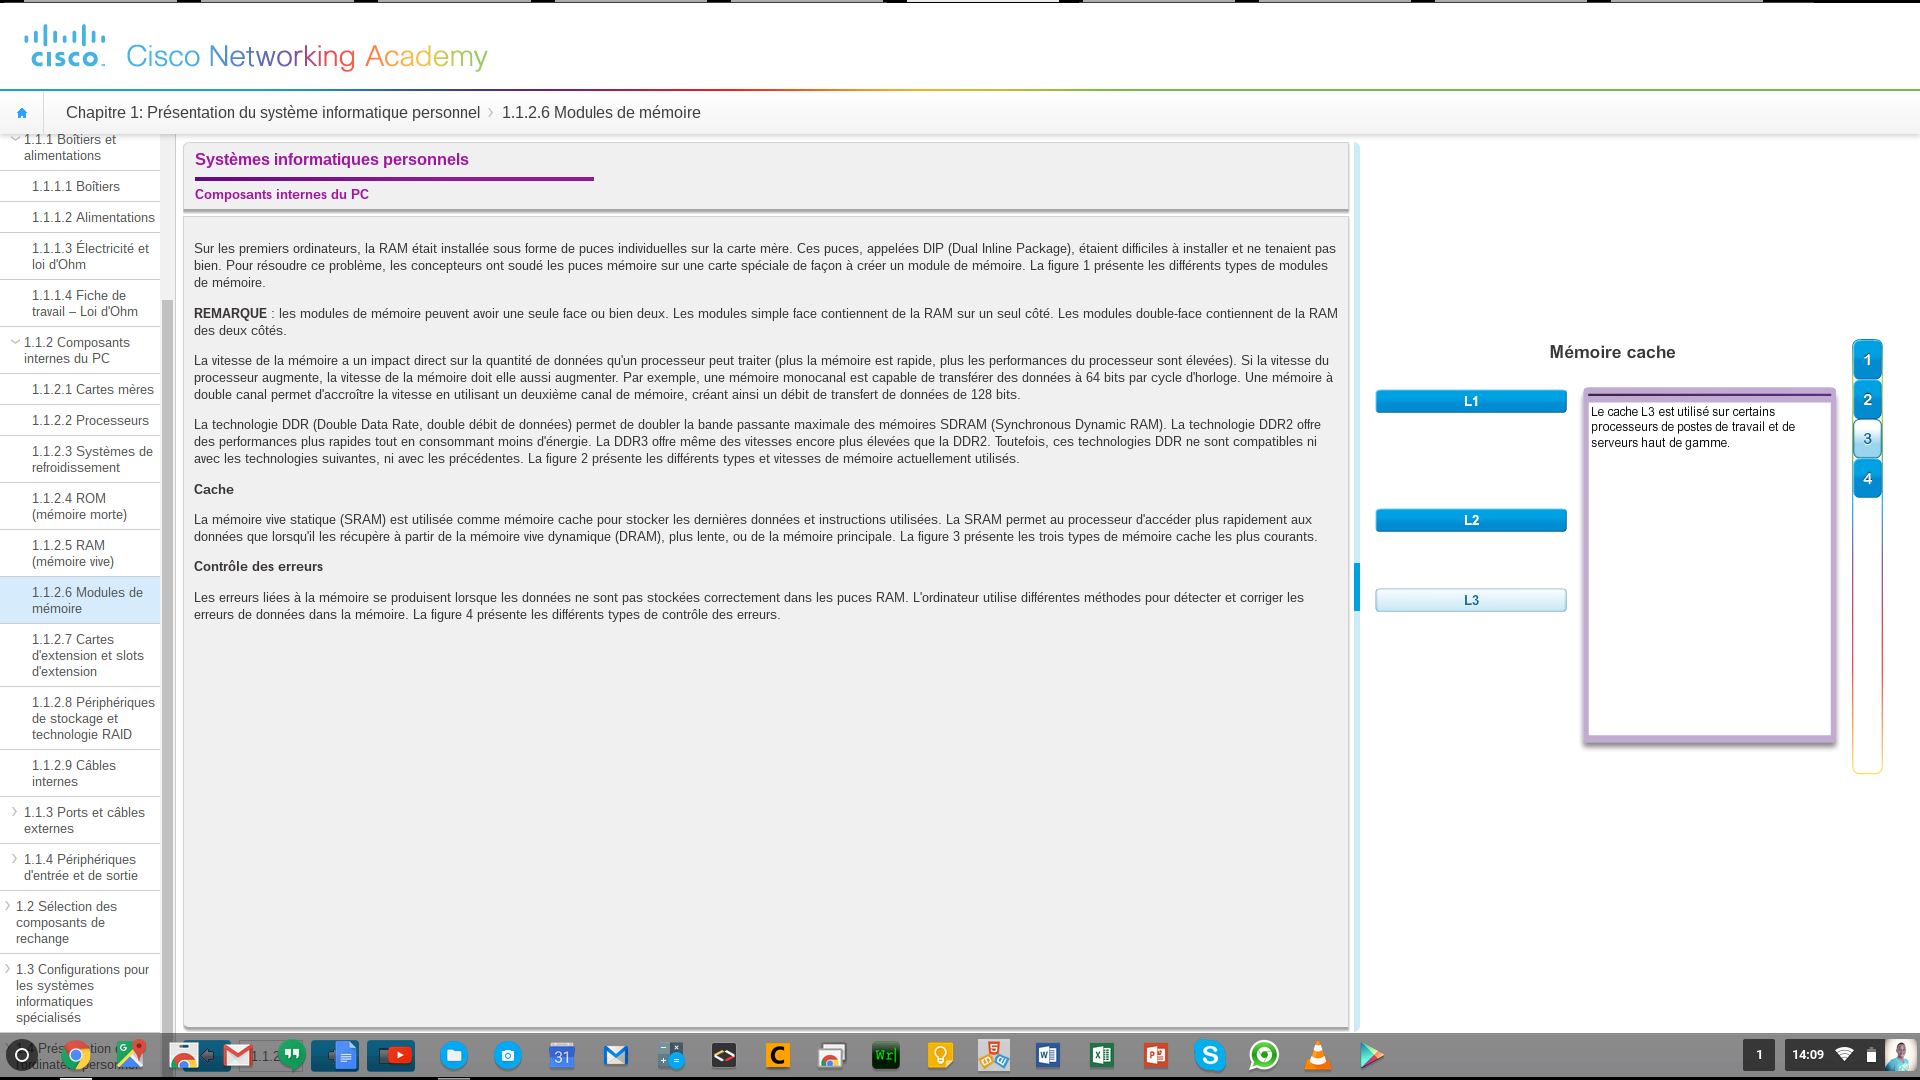 cisco
Cisco Networking Academy
Chapitre 1: Présentation du système informatique personnel
1.1.2.6 Modules de mémoire
1.1.1 Boîtiers et
alimentations
1.1.1.1 Boîtiers
1.1.1.2 Alimentations
1.1.1.3 Électricité et
loi d'Ohm
1.1.1.4 Fiche de
travail – Loi d'Ohm
1.1.2 Composants
internes du PC
1.1.2.1 Cartes mères
1.1.2.2 Processeurs
1.1.2.3 Systèmes de
refroidissement
1.1.2.4 ROM
(mémoire morte)
1.1.2.5 RAM
(mémoire vive)
1.1.2.6 Modules de
mémoire
1.1.2.7 Cartes
d'extension et slots
d'extension
1.1.2.8 Périphériques
de stockage et
technologie RAID
1.1.2.9 Câbles
internes
1.1.3 Ports et câbles
externes
1.1.4 Périphériques
d'entrée et de sortie
1.2 Sélection des
composants de
rechange
1.3 Configurations pour
les systèmes
informatiques
spécialisés
Systèmes informatiques personnels
Composants internes du PC
Sur les premiers ordinateurs, la RAM était installée sous forme de puces individuelles sur la carte mère. Ces puces, appelées DIP (Dual Inline Package), étaient difficiles à installer et ne tenaient pas
bien. Pour résoudre ce problème, les concepteurs ont soudé les puces mémoire sur une carte spéciale de façon à créer un module de mémoire. La figure 1 présente les différents types de modules
de mémoire.
REMARQUE : les modules de mémoire peuvent avoir une seule face ou bien deux. Les modules simple face contiennent de la RAM sur un seul côté. Les modules double-face contiennent de la RAM
des deux côtés.
La vitesse de la mémoire a un impact direct sur la quantité de données qu'un processeur peut traiter (plus la mémoire est rapide, plus les performances du processeur sont élevées). Si la vitesse du
processeur augmente, la vitesse de la mémoire doit elle aussi augmenter. Par exemple, une mémoire monocanal est capable de transférer des données à 64 bits par cycle d'horloge. Une mémoire à
double canal permet d'accroître la vitesse en utilisant un deuxième canal de mémoire, créant ainsi un débit de transfert de données de 128 bits.
La technologie DDR (Double Data Rate, double débit de données) permet de doubler la bande passante maximale des mémoires SDRAM (Synchronous Dynamic RAM). La technologie DDR2 offre
des performances plus rapides tout en consommant moins d'énergie. La DDR3 offre même des vitesses encore plus élevées que la DDR2. Toutefois, ces technologies DDR ne sont compatibles ni
avec les technologies suivantes, ni avec les précédentes. La figure 2 présente les différents types et vitesses de mémoire actuellement utilisés.
Cache
La mémoire vive statique (SRAM) est utilisée comme mémoire cache pour stocker les dernières données et instructions utilisées. La SRAM permet au processeur d'accéder plus rapidement aux
données que lorsqu'il les récupère à partir de la mémoire vive dynamique (DRAM), plus lente, ou de la mémoire principale. La figure 3 présente les trois types de mémoire cache les plus courants.
Contrôle des erreurs
Les erreurs liées à la mémoire se produisent lorsque les données ne sont pas stockées correctement dans les puces RAM. L'ordinateur utilise différentes méthodes pour détecter et corriger les
erreurs de données dans la mémoire. La figure 4 présente les différents types de contrôle des erreurs.
Mémoire cache
L1
L2
L3
Le cache L3 est utilisé sur certains
processeurs de postes de travail et de
serveurs haut de gamme.
1
2
3
4
31
Wr
1
14:09